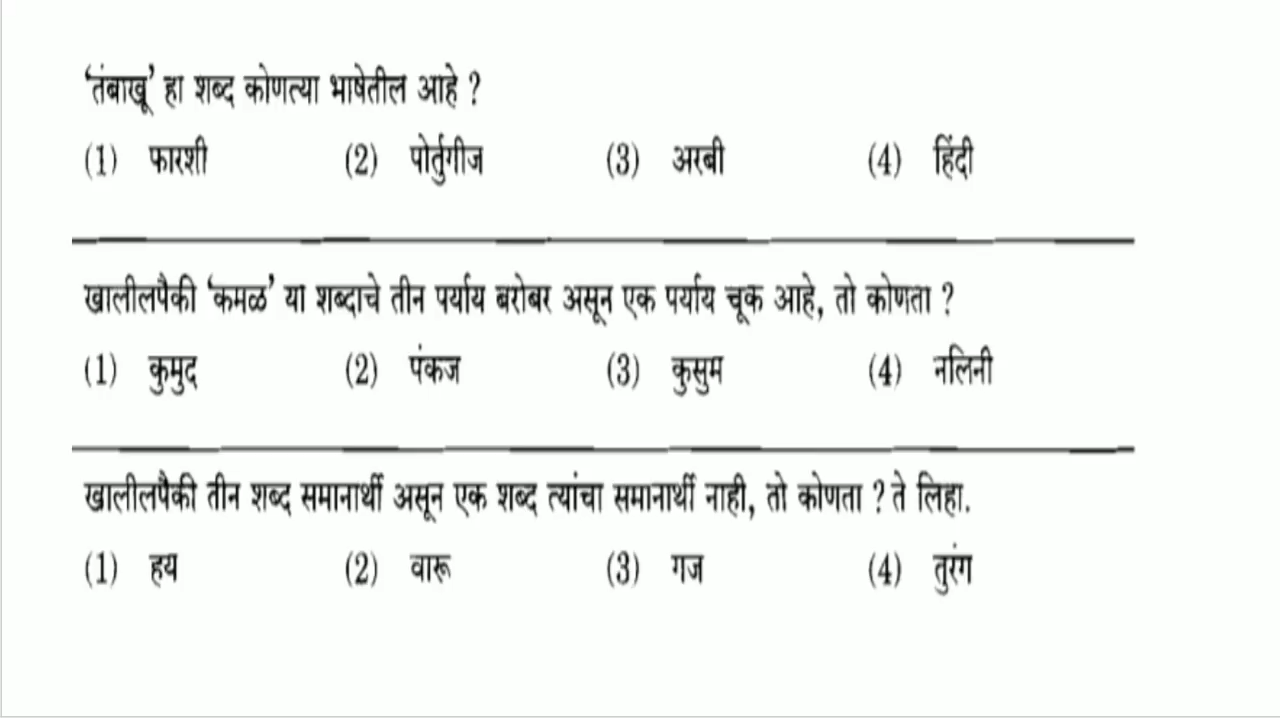 ‘तंबाखू’ हा शब्द कोणत्या भाषेतील आहे ?
(1) फारशी (2) पोर्तुगीज (3) अरबी (4) हिंदी
खालीलपैकी ‘कमळ’ या शब्दाचे तीन पर्याय बरोबर असून एक पर्याय चूक आहे, तो कोणता ?
(1) कुमुद (2) पंकज (3) कुसुम (4) नलिनी
खालीलपैकी तीन शब्द समानार्थी असून एक शब्द त्यांचा समानार्थी नाही, तो कोणता ? ते लिहा.
(1) हय (2) वारू (3) गज (4) तुरंग